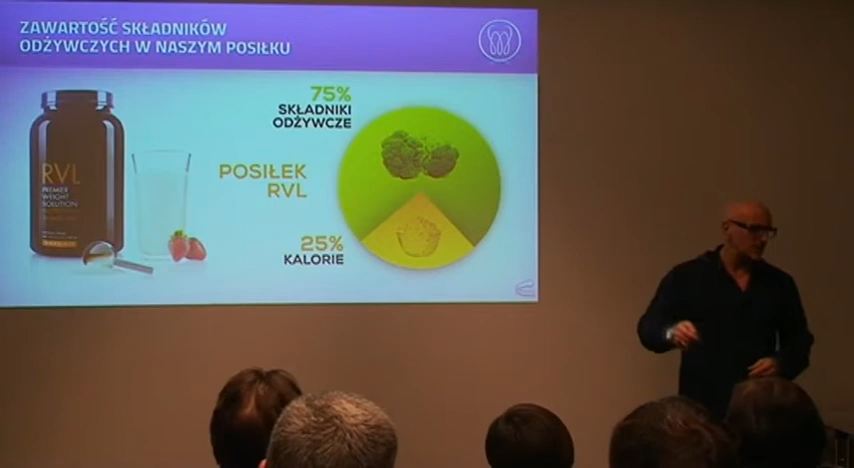 ZAWARTOŚĆ SKŁADNIKÓW
ODŻYWCZYCH W NASZYM POSIŁKU
75%
SKŁADNIKI
ODŻYWCZE
POSIŁEK
RVL
25%
KALORIE
RVL
PREMIER
WEIGHT
SOLUTION